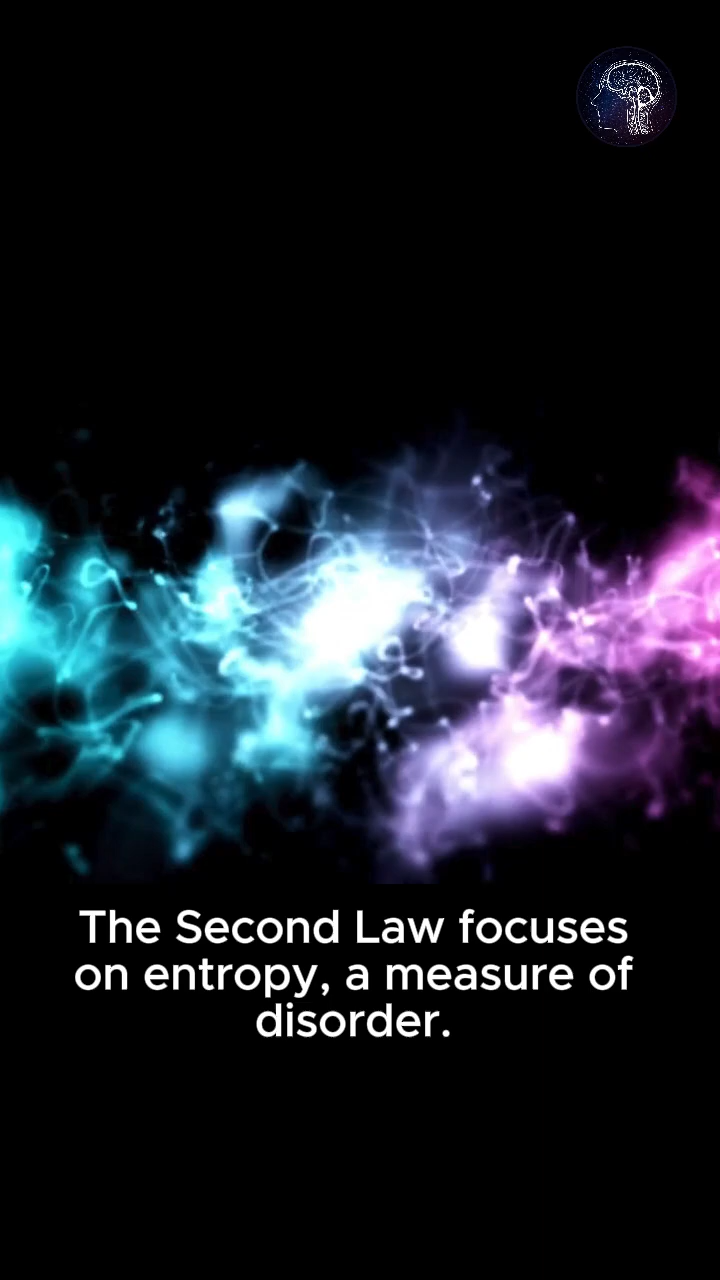 The Second Law focuses
on entropy, a measure of
disorder.